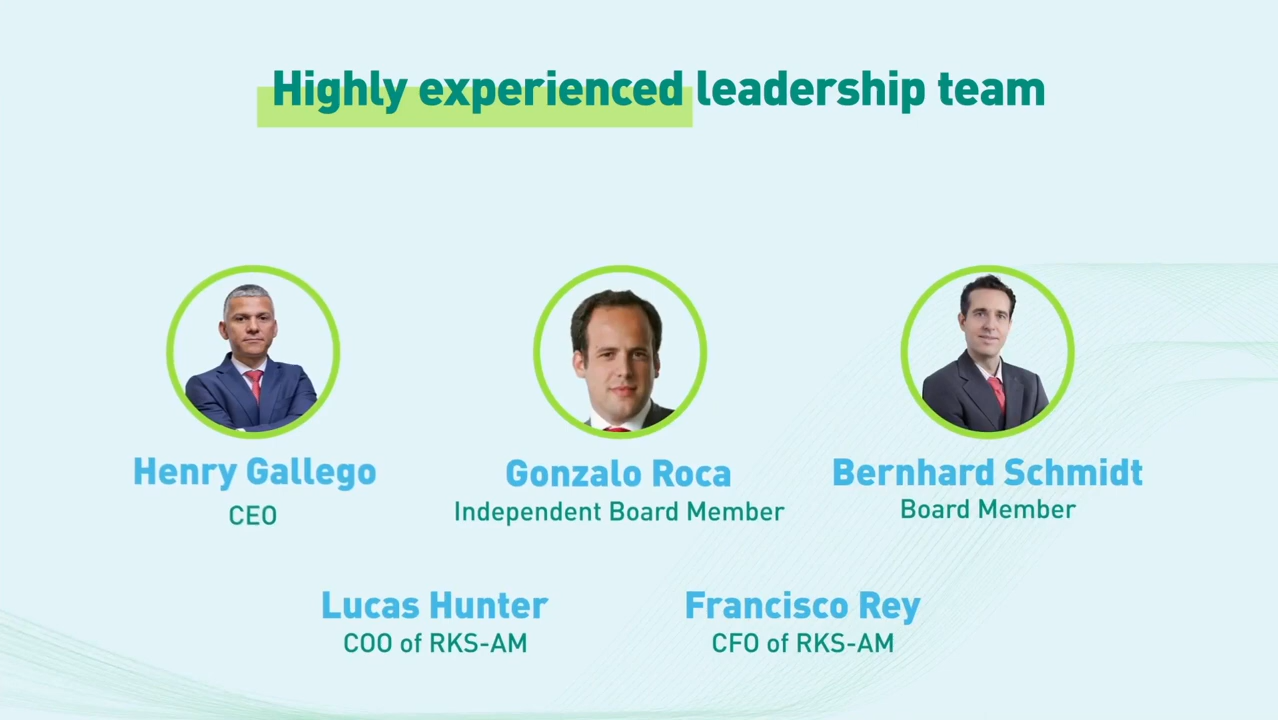 Highly experienced leadership team
Henry Gallego
CEO
Gonzalo Roca
Independent Board Member
Bernhard Schmidt
Board Member
Lucas Hunter
COO of RKS-AM
Francisco Rey
CFO of RKS-AM